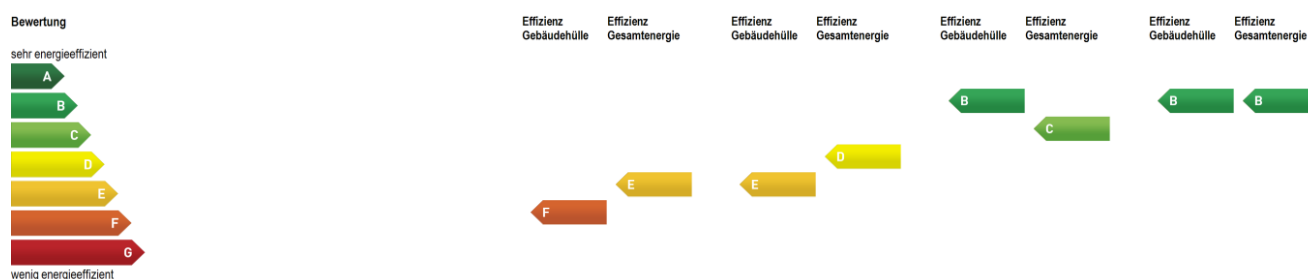 Bewertung
Effizienz Gebäudehülle
Effizienz Gesamtenergie
Effizienz Gebäudehülle
Effizienz Gesamtenergie
Effizienz Gebäudehülle
Effizienz Gesamtenergie
Effizienz Gebäudehülle
Effizienz Gesamtenergie
sehr energieeffizient
A
B
B
B
B
C
C
D
D
E
E
E
F
F
G
wenig energieeffizient